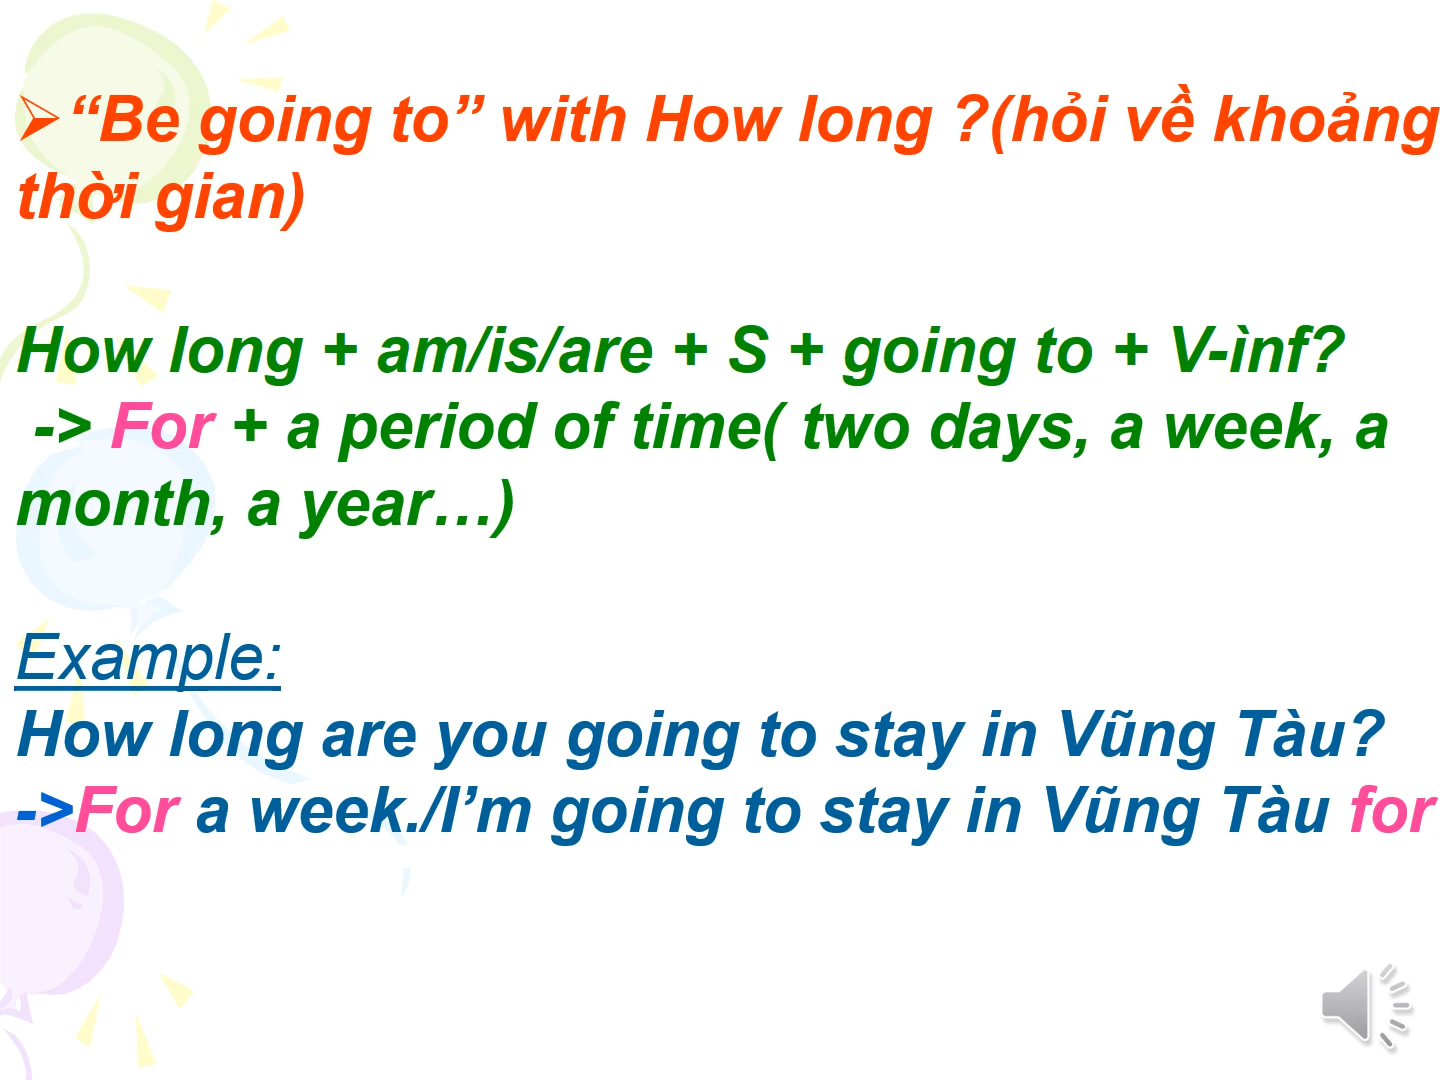 “Be going to” with How long ?(hỏi về khoảng
thời gian)
How long + am/is/are + S + going to + V-ình?
-> For + a period of time( two days, a week, a
month, a year…)
Example:
How long are you going to stay in Vũng Tàu?
->For a week./I’m going to stay in Vũng Tàu for